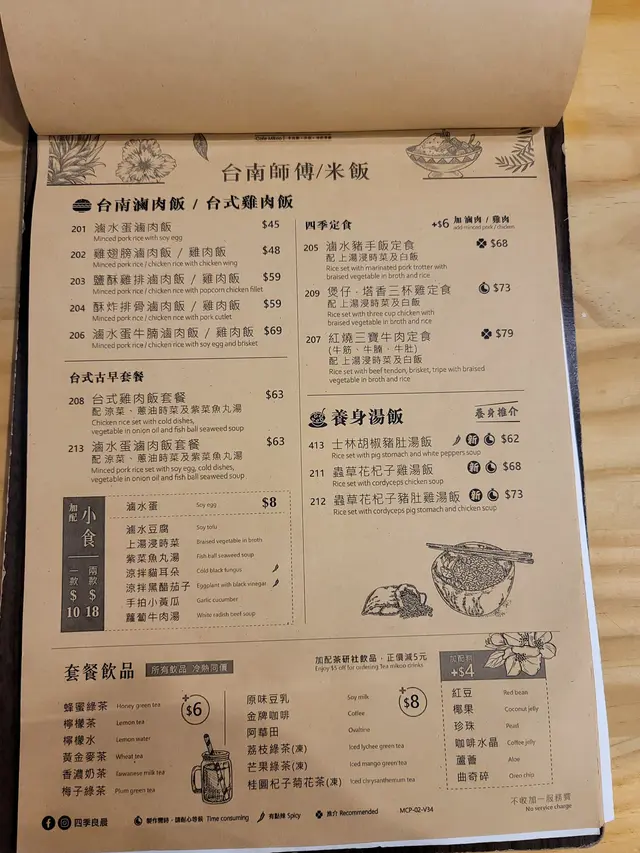 台南師傅/米飯
台南滷肉飯 / 台式雞肉飯
201 滷水蛋滷肉飯 $45
Minced pork rice with soy egg
202 雞翅膀滷肉飯 / 雞肉飯 $48
Minced pork rice / chicken rice with chicken wing
203 鹽酥雞排滷肉飯 / 雞肉飯 $59
Minced pork rice / chicken rice with popcorn chicken fillet
204 酥炸排骨滷肉飯 / 雞肉飯 $59
Minced pork rice / chicken rice with pork cutlet
206 滷水蛋牛腩滷肉飯 / 雞肉飯 $69
Minced pork rice / chicken rice with soy egg and brisket
台式古早套餐
208 台式雞肉飯套餐 $63
配 涼菜、蔥油時菜及紫菜魚丸湯
Chicken rice set with cold dishes,
vegetable in onion oil and fish ball seaweed soup
213 滷水蛋滷肉飯套餐 $63
配 涼菜、蔥油時菜及紫菜魚丸湯
Minced pork rice set with soy egg, cold dishes,
vegetable in onion oil and fish ball seaweed soup
加配 小食
一款 $10
兩款 $18
滷水蛋 Soy egg $8
滷水豆腐 Soy tofu
上湯浸時菜 Braised vegetable in broth
紫菜魚丸湯 Fish ball seaweed soup
涼拌貓耳朵 Cold black fungus
涼拌黑醋茄子 Eggplant with black vinegar
手拍小黃瓜 Garlic cucumber
蘿蔔牛肉湯 White radish beef soup
四季定食 +$6 加 滷肉 / 雞肉
add minced pork / chicken
205 滷水豬手飯定食 $68
配 上湯浸時菜及白飯
Rice set with marinated pork trotter with
braised vegetable in broth and rice
209 煲仔 · 塔香三杯雞定食 $73
配 上湯浸時菜及白飯
Rice set with three cup chicken with
braised vegetable in broth and rice
207 紅燒三寶牛肉定食 $79
(牛筋、牛腩、牛肚)
配 上湯浸時菜及白飯
Rice set with beef tendon, brisket, tripe with braised
vegetable in broth and rice
養身湯飯 養身推介
413 士林胡椒豬肚湯飯 新 $62
Rice set with pig stomach and white peppers soup
211 蟲草花杞子雞湯飯 新 $68
Rice set with cordyceps chicken soup
212 蟲草花杞子豬肚雞湯飯 新 $73
Rice set with cordyceps pig stomach and chicken soup
套餐飲品 所有飲品 冷熱同價
蜂蜜綠茶 Honey green tea
檸檬茶 Lemon tea
檸檬水 Lemon water
黃金麥茶 Wheat tea
香濃奶茶 Taiwanese milk tea
梅子綠茶 Plum green tea
+$6
加配茶研社飲品，正價減5元
Enjoy $5 off for ordering Tea mikoo drinks
原味豆乳 Soy milk
金牌咖啡 Coffee
阿華田 Ovaltine
荔枝綠茶(凍) Iced lychee green tea
芒果綠茶(凍) Iced mango green tea
桂圓杞子菊花茶(凍) Iced chrysanthemum tea
+$8
+$4
紅豆 Red bean
椰果 Coconut jelly
珍珠 Pearl
咖啡水晶 Coffee jelly
蘆薈 Aloe
曲奇碎 Oreo chip
不收加一服務費
No service charge
四季良晨
製作需時，請耐心等候 Time consuming
有點辣 Spicy
推介 Recommended
MCP-02-V34